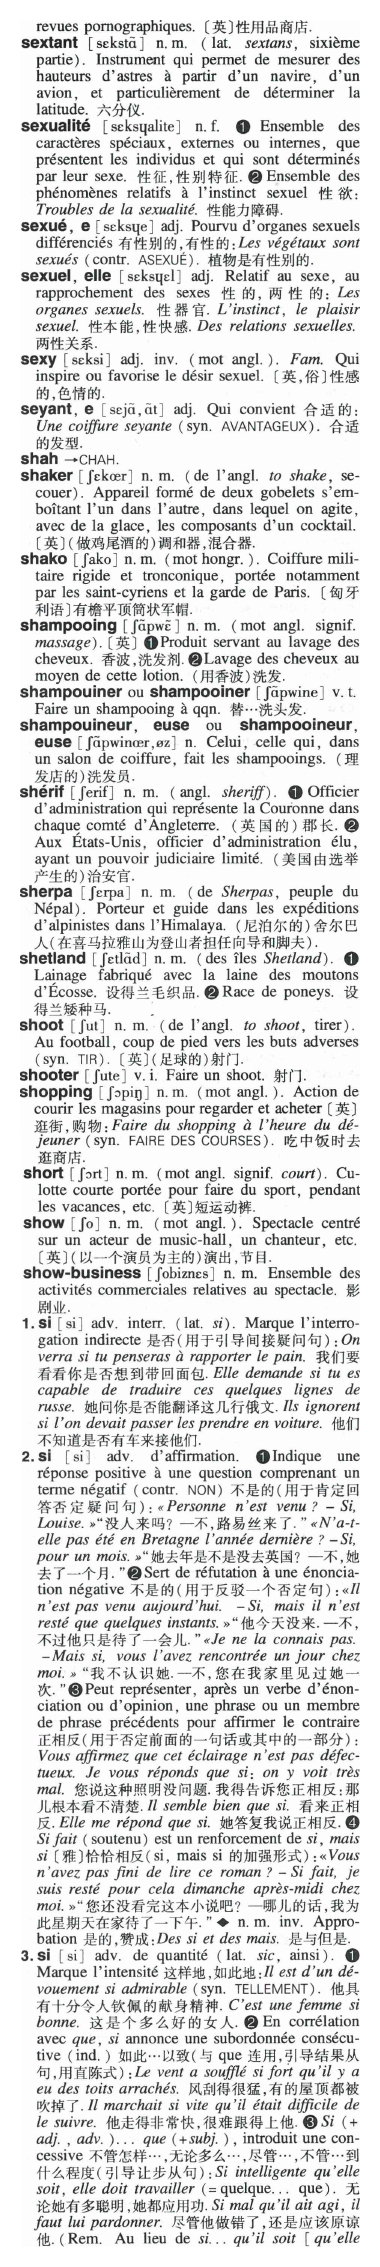 revues pornographiques. 〔英〕性用品商店.
sextant [sɛkstɑ̃] n. m. (lat. sextans, sixième
partie). Instrument qui permet de mesurer des
hauteurs d'astres à partir d'un navire, d'un
avion, et particulièrement de déterminer la
latitude. 六分仪.
sexualité [sɛksɥalite] n. f. ❶ Ensemble des
caractères spéciaux, externes ou internes, que
présentent les individus et qui sont déterminés
par leur sexe. 性征,性别特征. ❷ Ensemble des
phénomènes relatifs à l'instinct sexuel 性欲:
Troubles de la sexualité. 性能力障碍.
sexué, e [sɛksɥe] adj. Pourvu d'organes sexuels
différenciés 有性别的,有性的: Les végétaux sont
sexués (contr. ASEXUÉ). 植物是有性别的.
sexuel, elle [sɛksɥɛl] adj. Relatif au sexe, au
rapprochement des sexes 性的,两性的: Les
organes sexuels. 性器官. L'instinct, le plaisir
sexuel. 性本能,性快感. Des relations sexuelles.
两性关系.
sexy [sɛksi] adj. inv. (mot angl.). Fam. Qui
inspire ou favorise le désir sexuel. 〔英,俗〕性感
的,色情的.
seyant, e [sejɑ̃, ɑ̃t] adj. Qui convient 合适的:
Une coiffure seyante (syn. AVANTAGEUX). 合适
的发型.
shah →CHAH.
shaker [ʃɛkœr] n. m. (de l'angl. to shake, se-
couer). Appareil formé de deux gobelets s'em-
boîtant l'un dans l'autre, dans lequel on agite,
avec de la glace, les composants d'un cocktail.
〔英〕(做鸡尾酒的)调和器,混合器.
shako [ʃako] n. m. (mot hongr.). Coiffure mili-
taire rigide et tronconique, portée notamment
par les saint-cyriens et la garde de Paris. 〔匈牙
利语〕有檐平顶筒状军帽.
shampooing [ʃɑ̃pwɛ̃] n. m. (mot angl. signif.
massage). 〔英〕 ❶Produit servant au lavage des
cheveux. 香波,洗发剂. ❷Lavage des cheveux au
moyen de cette lotion. (用香波)洗发.
shampouiner ou shampooiner [ʃɑ̃pwine] v. t.
Faire un shampooing à qqn. 替…洗头发.
shampouineur, euse ou shampooineur,
euse [ʃɑ̃pwinœr, øz] n. Celui, celle qui, dans
un salon de coiffure, fait les shampooings. (理
发店的)洗发员.
shérif [ʃerif] n. m. (angl. sheriff). ❶ Officier
d'administration qui représente la Couronne dans
chaque comté d'Angleterre. (英国的)郡长. ❷
Aux États-Unis, officier d'administration élu,
ayant un pouvoir judiciaire limité. (美国由选举
产生的)治安官.
sherpa [ʃɛrpa] n. m. (de Sherpas, peuple du
Népal). Porteur et guide dans les expéditions
d'alpinistes dans l'Himalaya. (尼泊尔的)舍尔巴
人(在喜马拉雅山为登山者担任向导和脚夫).
shetland [ʃɛtlɑ̃d] n. m. (des îles Shetland). ❶
Lainage fabriqué avec la laine des moutons
d'Écosse. 设得兰毛织品. ❷ Race de poneys. 设
得兰矮种马.
shoot [ʃut] n. m. (de l'angl. to shoot, tirer).
Au football, coup de pied vers les buts adverses
(syn. TIR). 〔英〕(足球的)射门.
shooter [ʃute] v. i. Faire un shoot. 射门.
shopping [ʃɔpiŋ] n. m. (mot angl.). Action de
courir les magasins pour regarder et acheter 〔英〕
逛街,购物: Faire du shopping à l'heure du dé-
jeuner (syn. FAIRE DES COURSES). 吃中饭时去
逛商店.
short [ʃɔrt] n. m. (mot angl. signif. court). Cu-
lotte courte portée pour faire du sport, pendant
les vacances, etc. 〔英〕短运动裤.
show [ʃo] n. m. (mot angl.). Spectacle centré
sur un acteur de music-hall, un chanteur, etc.
〔英〕(以一个演员为主的)演出,节目.
show-business [ʃobiznɛs] n. m. Ensemble des
activités commerciales relatives au spectacle. 影
剧业.
1. si [si] adv. interr. (lat. si). Marque l'interro-
gation indirecte 是否(用于引导间接疑问句): On
verra si tu penseras à rapporter le pain. 我们要
看看你是否想到带回面包. Elle demande si tu es
capable de traduire ces quelques lignes de
russe. 她问你是否能翻译这几行俄文. Ils ignorent
si l'on devait passer les prendre en voiture. 他们
不知道是否有车来接他们.
2. si [si] adv. d'affirmation. ❶Indique une
réponse positive à une question comprenant un
terme négatif (contr. NON) 不是的(用于肯定回
答否定疑问句): «Personne n'est venu ? – Si,
Louise. »“没人来吗? —不,路易丝来了.” «N'a-t-
elle pas été en Bretagne l'année dernière ? – Si,
pour un mois. »“她去年是不是没去英国? —不,她
去了一个月.”❷Sert de réfutation à une énoncia-
tion négative 不是的(用于反驳一个否定句): «Il
n'est pas venu aujourd'hui. – Si, mais il n'est
resté que quelques instants. »“他今天没来. —不,
不过他只是待了一会儿.” «Je ne la connais pas.
–Mais si, vous l'avez rencontrée un jour chez
moi. » “我不认识她. —不,您在我家里见过她一
次.”❸Peut représenter, après un verbe d'énon-
ciation ou d'opinion, une phrase ou un membre
de phrase précédents pour affirmer le contraire
正相反(用于否定前面的一句话或其中的一部分):
Vous affirmez que cet éclairage n'est pas défec-
tueux. Je vous réponds que si; on y voit très
mal. 您说这种照明没问题. 我得告诉您正相反:那
儿根本看不清楚. Il semble bien que si. 看来正相
反. Elle me répond que si. 她答复我说正相反. ❹
Si fait (soutenu) est un renforcement de si, mais
si 〔雅〕恰恰相反(si, mais si 的加强形式): «Vous
n'avez pas fini de lire ce roman ? – Si fait, je
suis resté pour cela dimanche après-midi chez
moi. »“您还没看完这本小说吧? —哪儿的话,我为
此星期天在家待了一下午.” ◆ n. m. inv. Appro-
bation 是的,赞成: Des si et des mais. 是与但是.
3. si [si] adv. de quantité (lat. sic, ainsi). ❶
Marque l'intensité 这样地,如此地: Il est d'un dé-
vouement si admirable (syn. TELLEMENT). 他具
有十分令人钦佩的献身精神. C'est une femme si
bonne. 这是个多么好的女人. ❷ En corrélation
avec que, si annonce une subordonnée consécu-
tive (ind.) 如此…以致(与 que 连用,引导结果从
句,用直陈式): Le vent a soufflé si fort qu'il y a
eu des toits arrachés. 风刮得很猛,有的屋顶都被
吹掉了. Il marchait si vite qu'il était difficile de
le suivre. 他走得非常快,很难跟得上他. ❸ Si (+
adj., adv.)... que (+subj.), introduit une con-
cessive 不管怎样…,无论多么…,尽管…,不管…到
什么程度(引导让步从句): Si intelligente qu'elle
soit, elle doit travailler (= quelque... que). 无
论她有多聪明,她都应用功. Si mal qu'il ait agi, il
faut lui pardonner. 尽管他做错了,还是应该原谅
他. (Rem. Au lieu de si... qu'il soit [qu'elle